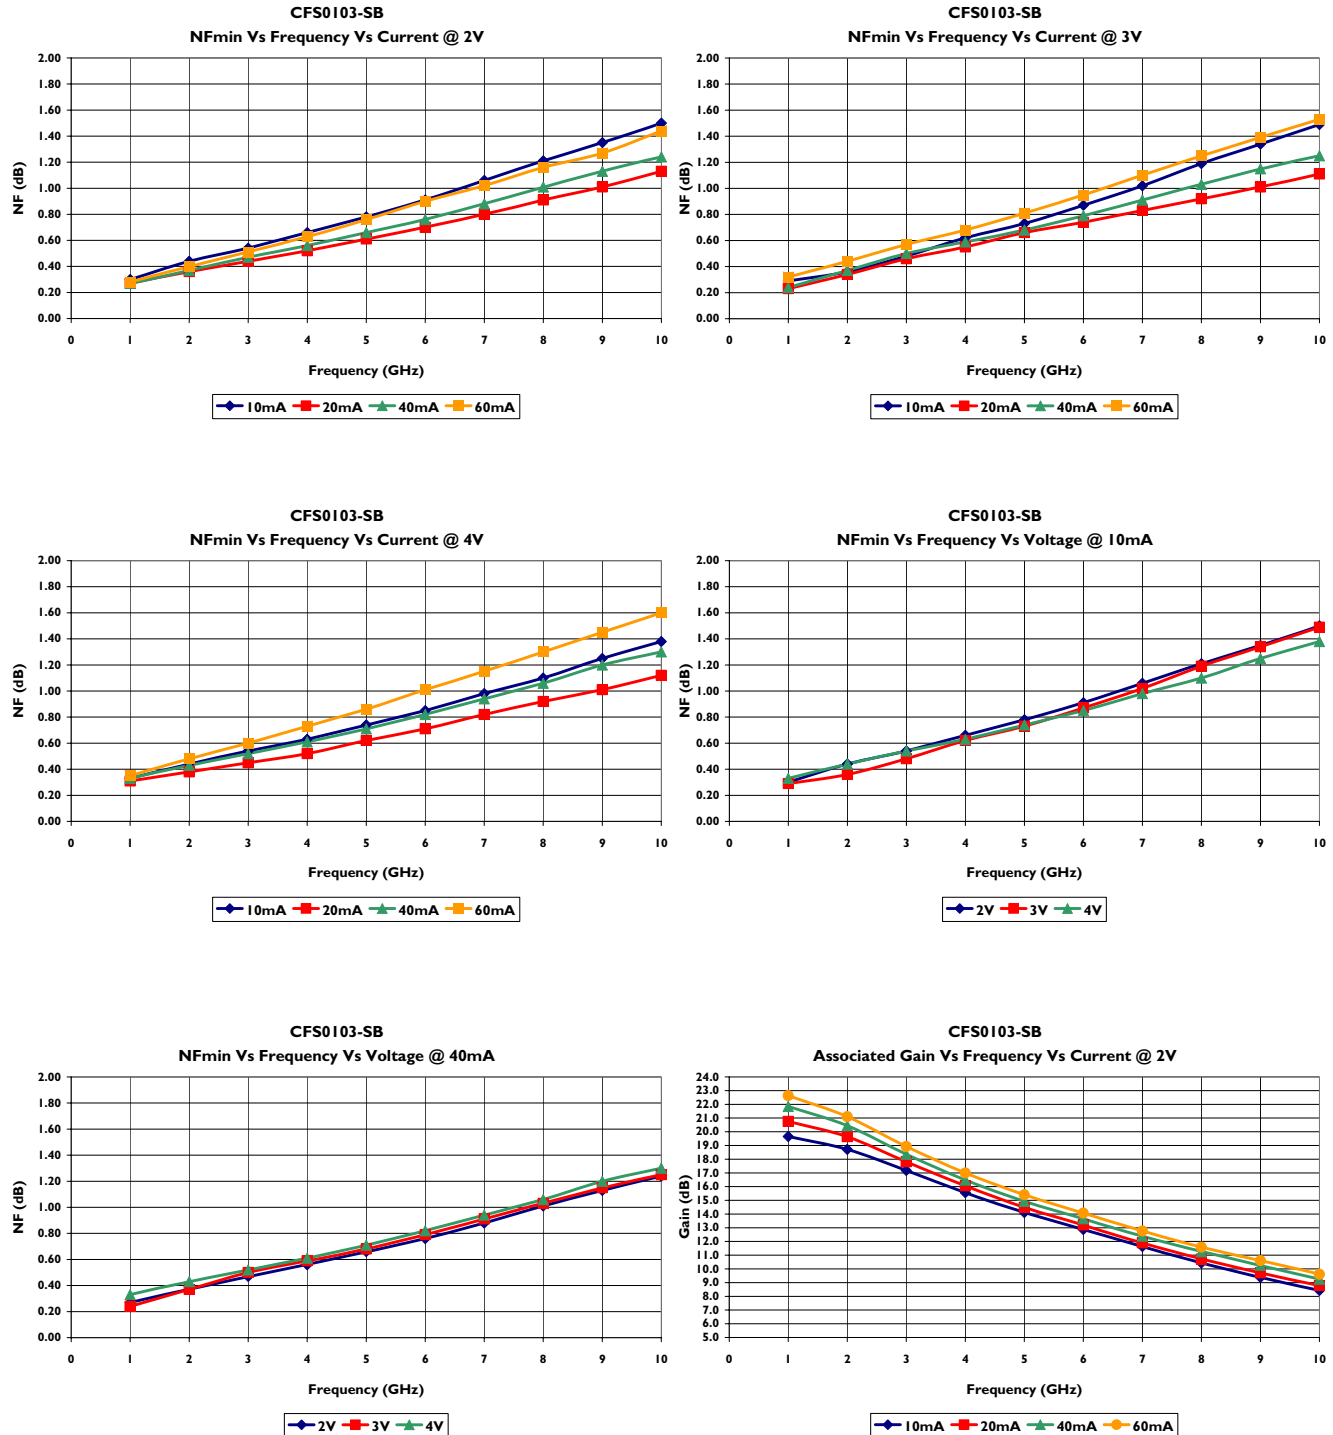 CFS0103-SB
NFmin Vs Frequency Vs Current @ 2V
2.00
1.80
1.60
1.40
1.20
1.00
0.80
0.60
0.40
0.20
0.00
NF (dB)
0 1 2 3 4 5 6 7 8 9 10
Frequency (GHz)
10mA 20mA 40mA 60mA
CFS0103-SB
NFmin Vs Frequency Vs Current @ 3V
2.00
1.80
1.60
1.40
1.20
1.00
0.80
0.60
0.40
0.20
0.00
NF (dB)
0 1 2 3 4 5 6 7 8 9 10
Frequency (GHz)
10mA 20mA 40mA 60mA
CFS0103-SB
NFmin Vs Frequency Vs Current @ 4V
2.00
1.80
1.60
1.40
1.20
1.00
0.80
0.60
0.40
0.20
0.00
NF (dB)
0 1 2 3 4 5 6 7 8 9 10
Frequency (GHz)
10mA 20mA 40mA 60mA
CFS0103-SB
NFmin Vs Frequency Vs Voltage @ 10mA
2.00
1.80
1.60
1.40
1.20
1.00
0.80
0.60
0.40
0.20
0.00
NF (dB)
0 1 2 3 4 5 6 7 8 9 10
Frequency (GHz)
2V 3V 4V
CFS0103-SB
NFmin Vs Frequency Vs Voltage @ 40mA
2.00
1.80
1.60
1.40
1.20
1.00
0.80
0.60
0.40
0.20
0.00
NF (dB)
0 1 2 3 4 5 6 7 8 9 10
Frequency (GHz)
2V 3V 4V
CFS0103-SB
Associated Gain Vs Frequency Vs Current @ 2V
24.0
23.0
22.0
21.0
20.0
19.0
18.0
17.0
16.0
15.0
14.0
13.0
12.0
11.0
10.0
9.0
8.0
7.0
6.0
5.0
Gain (dB)
0 1 2 3 4 5 6 7 8 9 10
Frequency (GHz)
10mA 20mA 40mA 60mA